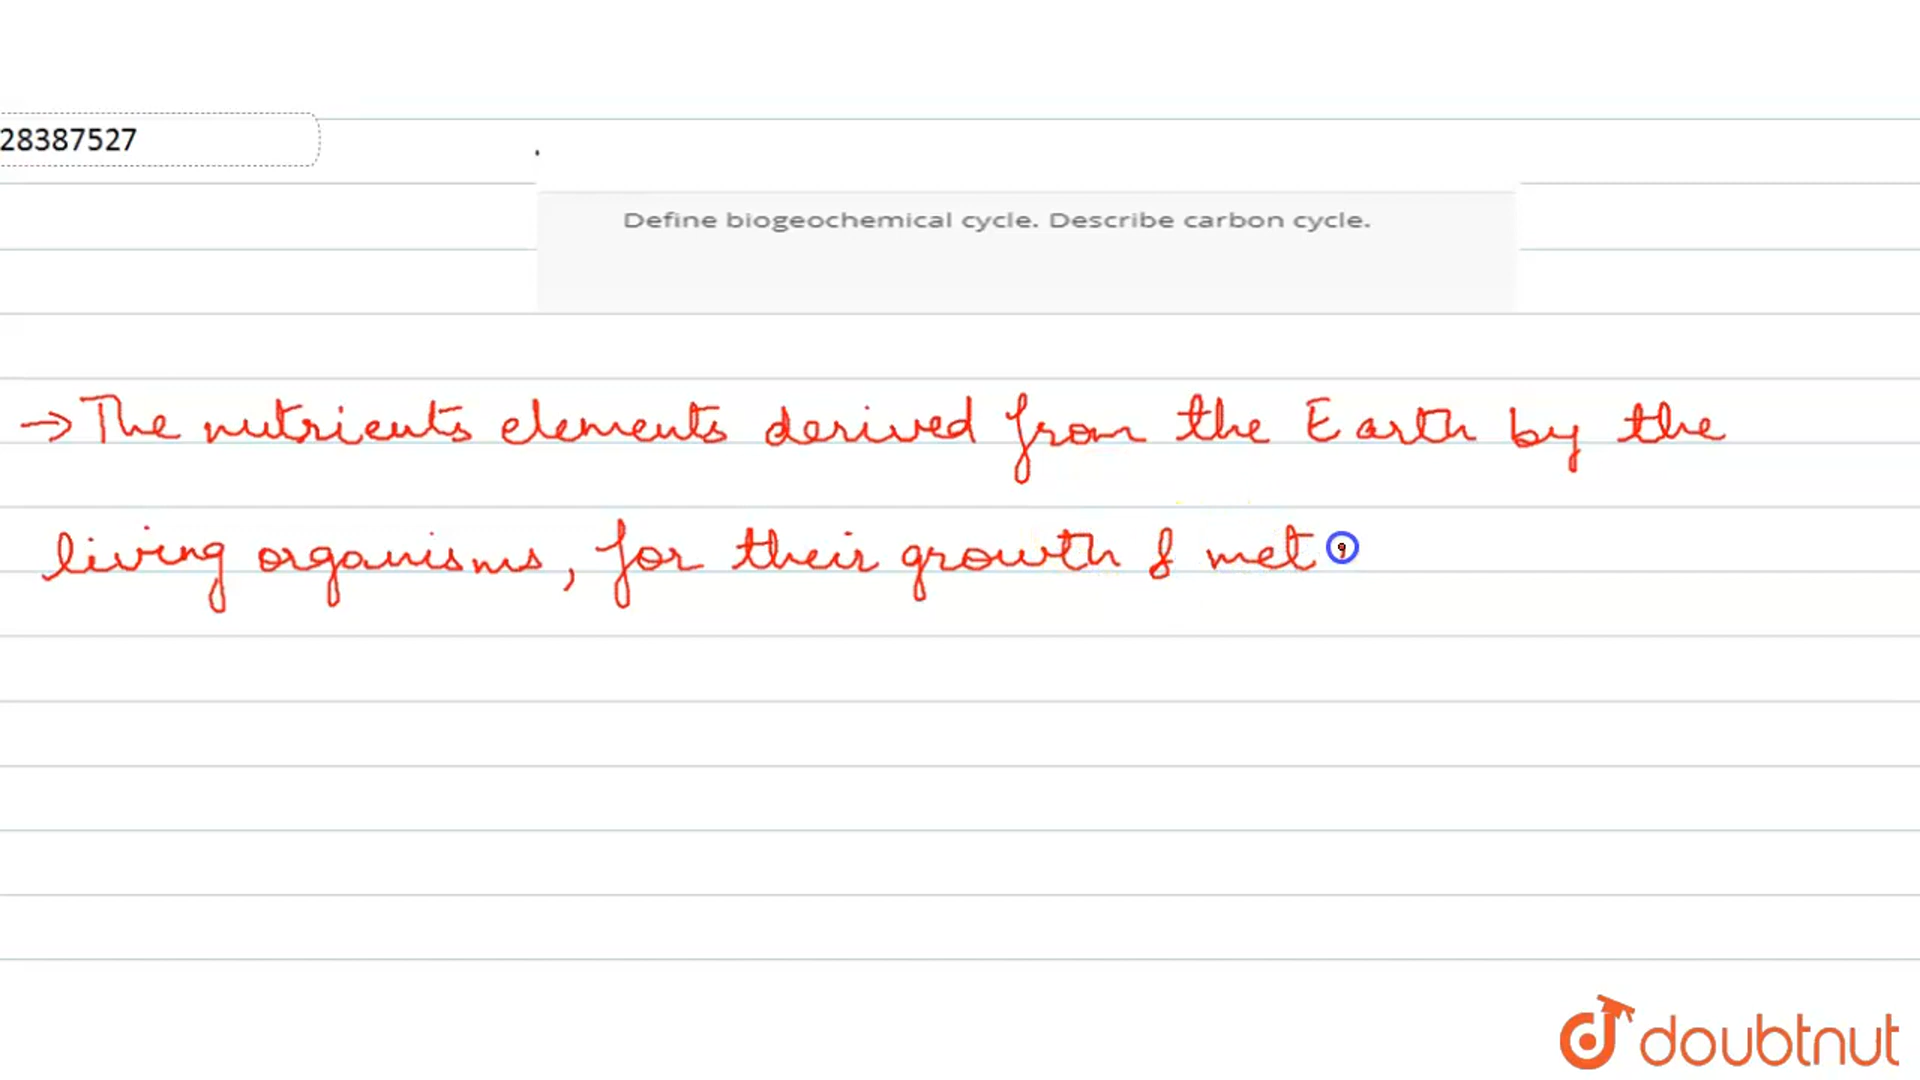 28387527
Define biogeochemical cycle. Describe carbon cycle.
→ The nutrients elements derived from the Earth by the
living organisms, for their growth & met
doubtnut